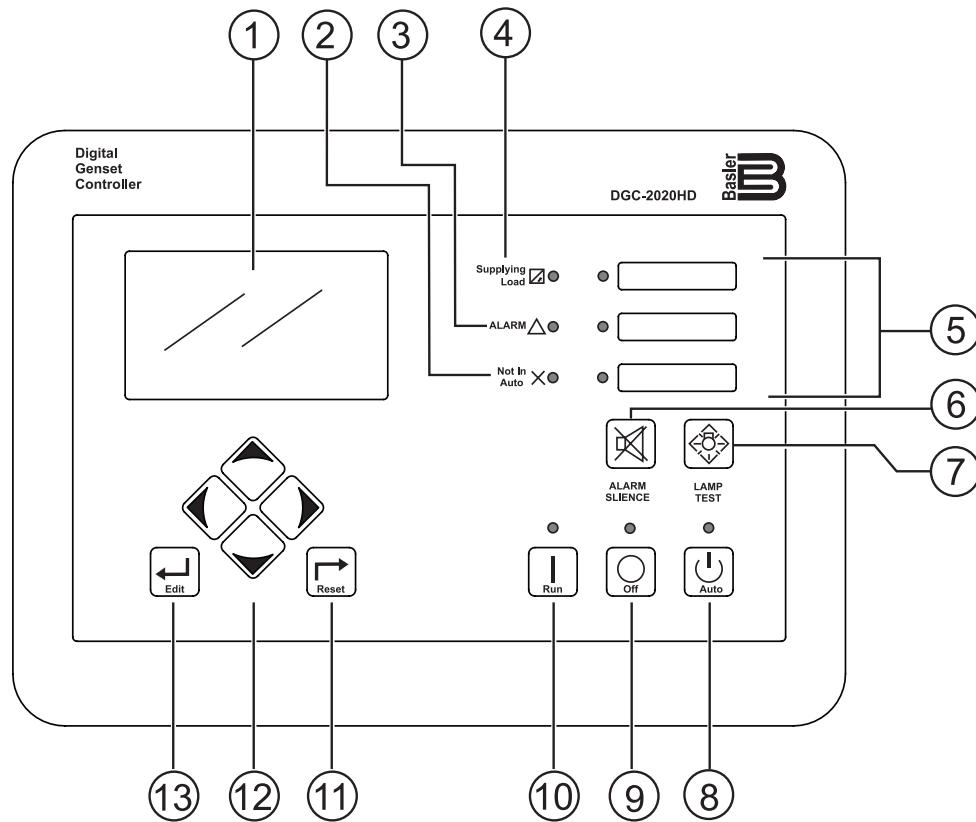 1 2 3 4
Digital
Genset
Controller
DGC-2020HD
Basler
Supplying
Load
ALARM
Not In
Auto
5
6
7
ALARM
SLIENCE
LAMP
TEST
Edit
Reset
Run
Off
Auto
13 12 11 10 9 8